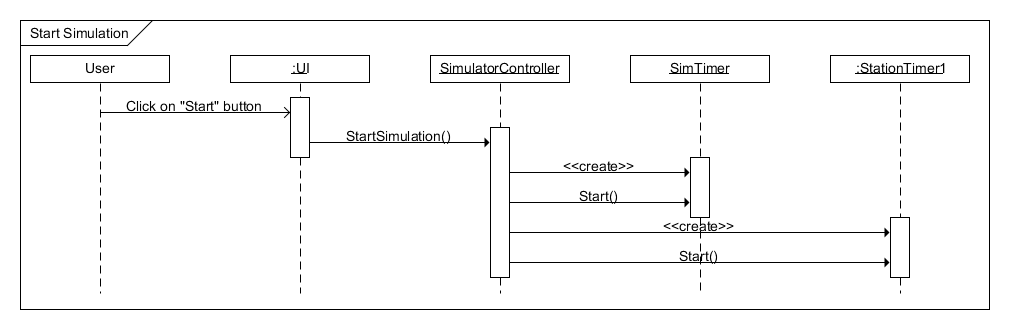 Start Simulation
User
:UI
SimulatorController
SimTimer
:StationTimer1
Click on "Start" button
StartSimulation()
<<create>>
Start()
<<create>>
Start()